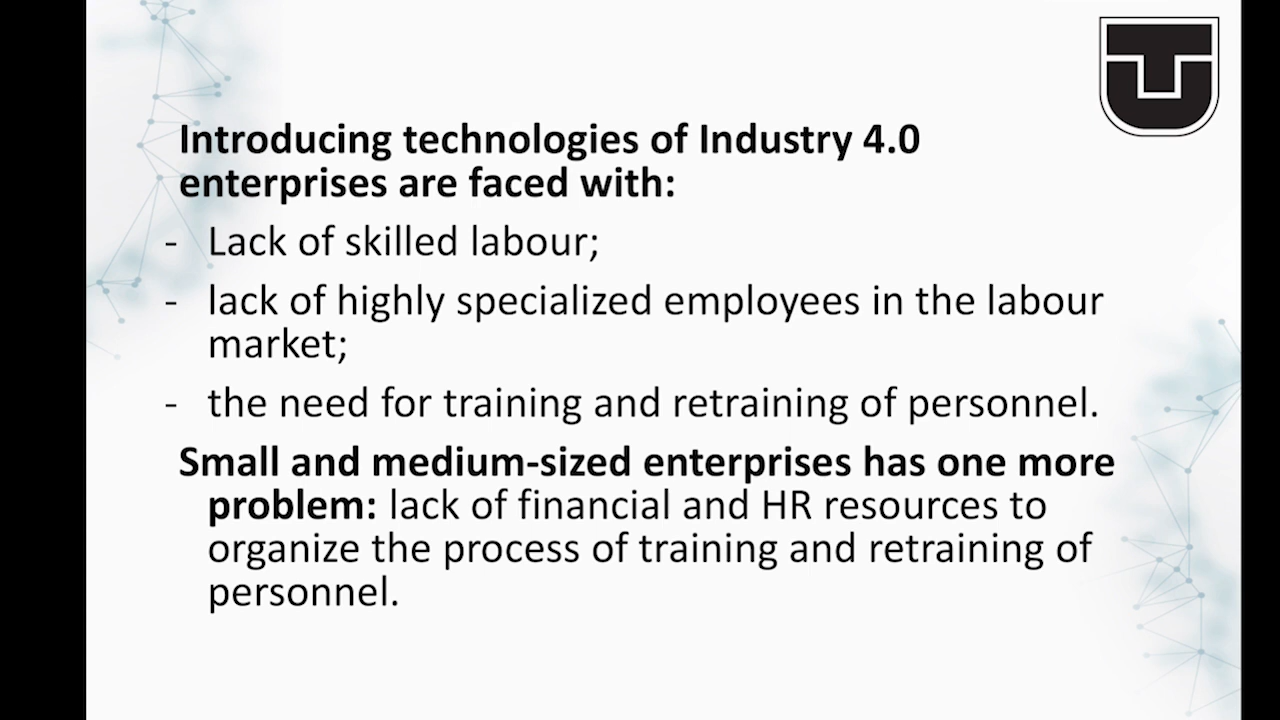 Introducing technologies of Industry 4.0
enterprises are faced with:
- Lack of skilled labour;
- lack of highly specialized employees in the labour
market;
- the need for training and retraining of personnel.
Small and medium-sized enterprises has one more
problem: lack of financial and HR resources to
organize the process of training and retraining of
personnel.